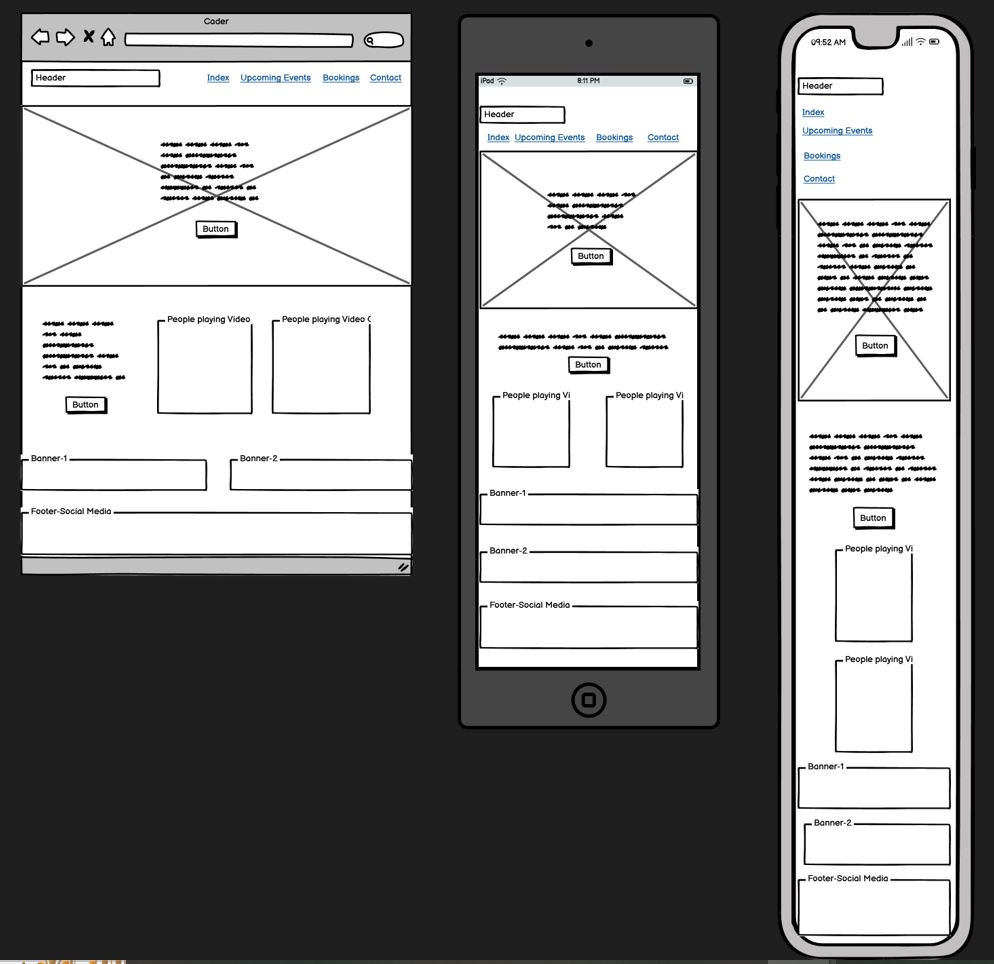 Cader
Header
Index Upcoming Events Bookings Contact
Button
People playing Video
People playing Video
Button
Banner-1
Banner-2
Footer-Social Media
iPad
8:11 PM
Header
Index Upcoming Events Bookings Contact
Button
Button
People playing Vi
People playing Vi
Banner-1
Banner-2
Footer-Social Media
09:52 AM
Header
Index
Upcoming Events
Bookings
Contact
Button
Button
People playing Vi
People playing Vi
Banner-1
Banner-2
Footer-Social Media